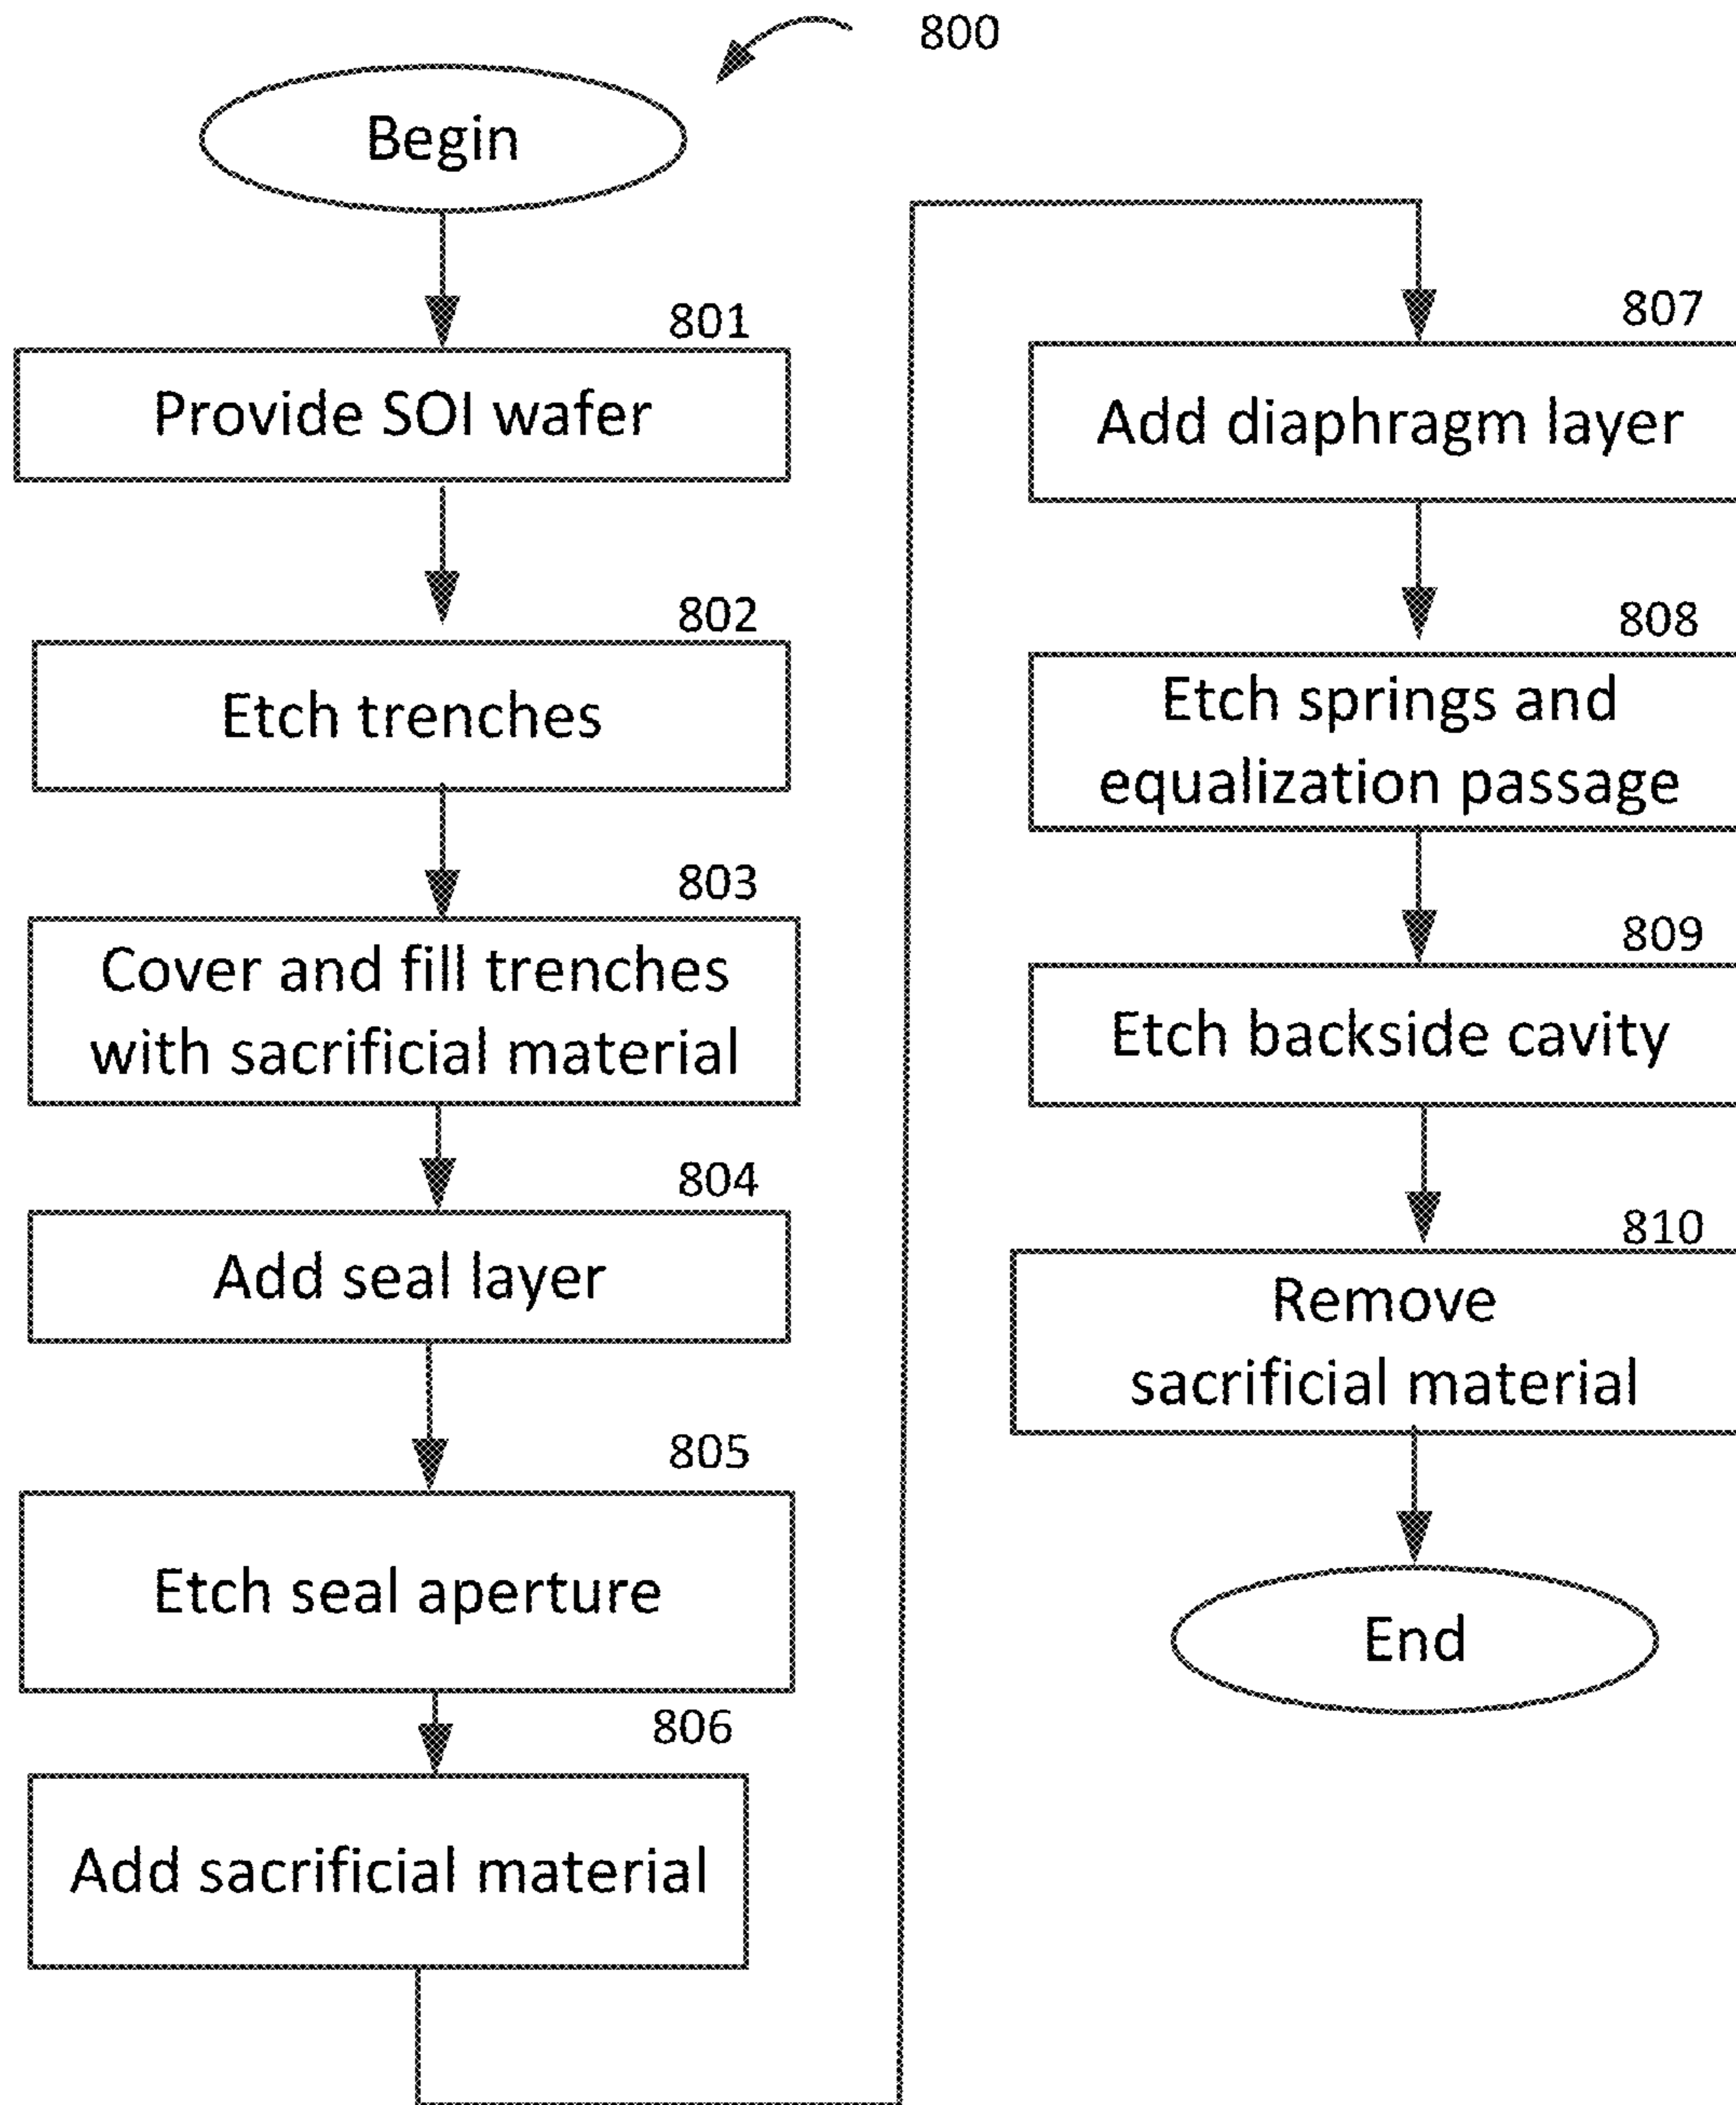 800
Begin
801
Provide SOI wafer
802
Etch trenches
803
Cover and fill trenches
with sacrificial material
804
Add seal layer
805
Etch seal aperture
806
Add sacrificial material
807
Add diaphragm layer
808
Etch springs and
equalization passage
809
Etch backside cavity
810
Remove
sacrificial material
End